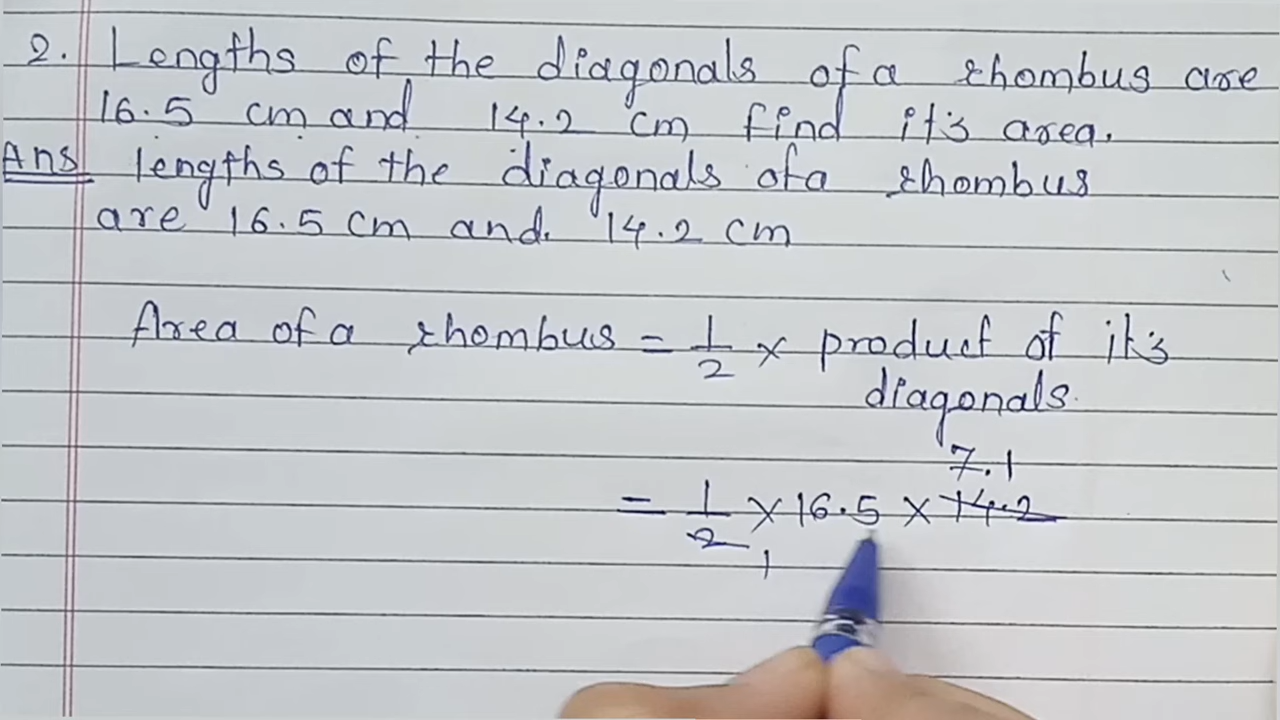 2. Lengths of the diagonals of a rhombus are
16.5 cm and 14.2 cm find it's area.
Ans lengths of the diagonals of a rhombus
are 16.5 cm and. 14.2 cm
Area of a rhombus = 1/2 × product of it's
diagonals.
7.1
= 1/2 × 16.5 × 14.2
1